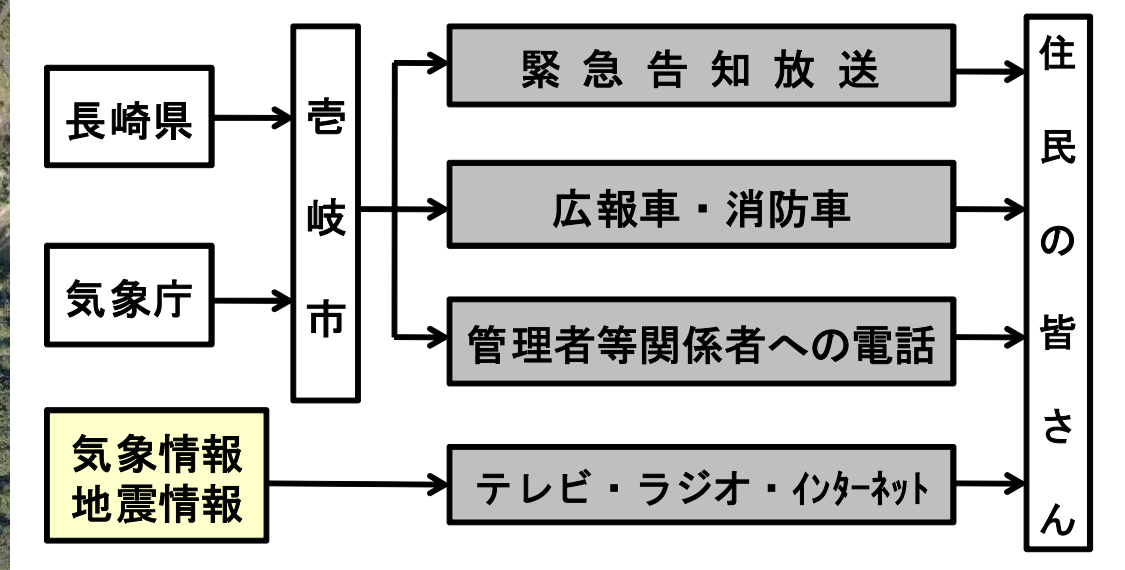 長崎県
気象庁
気象情報
地震情報
壱岐市
緊急告知放送
広報車・消防車
管理者等関係者への電話
テレビ・ラジオ・ｲﾝﾀｰﾈｯﾄ
住民の皆さん